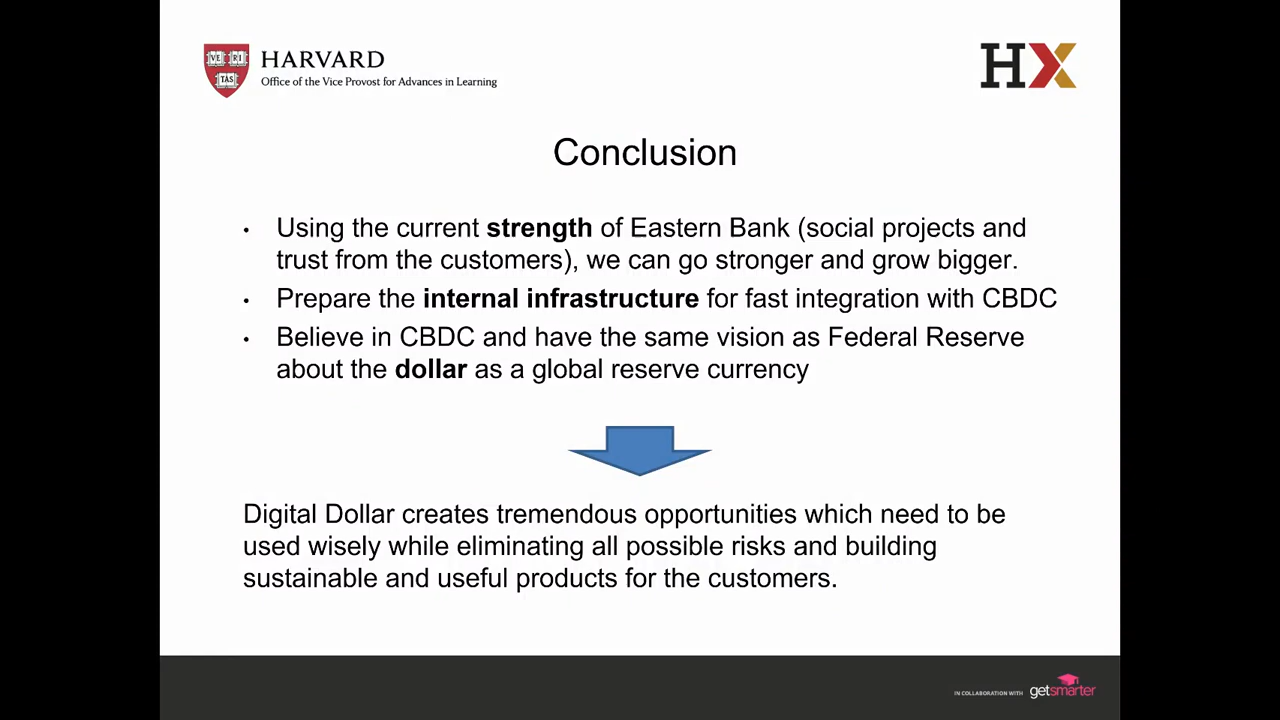 VE RI
TAS
HARVARD
Office of the Vice Provost for Advances in Learning
HX
Conclusion
• Using the current strength of Eastern Bank (social projects and
trust from the customers), we can go stronger and grow bigger.
• Prepare the internal infrastructure for fast integration with CBDC
• Believe in CBDC and have the same vision as Federal Reserve
about the dollar as a global reserve currency
Digital Dollar creates tremendous opportunities which need to be
used wisely while eliminating all possible risks and building
sustainable and useful products for the customers.
IN COLLABORATION WITH getsmarter